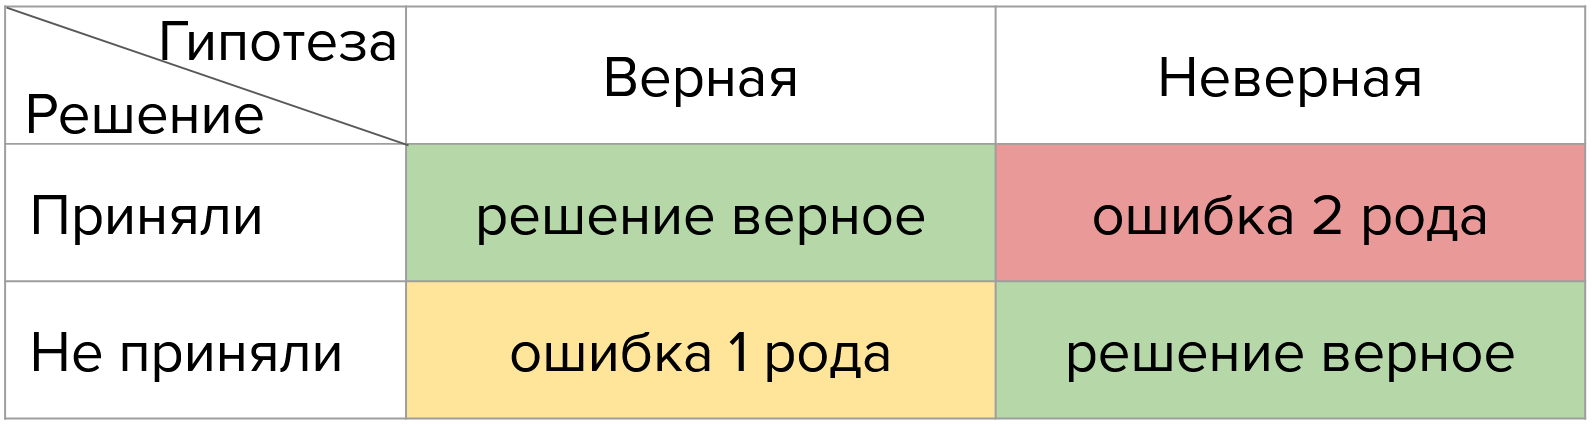 Гипотеза
Решение
Верная
Неверная
Приняли
решение верное
ошибка 2 рода
Не приняли
ошибка 1 рода
решение верное